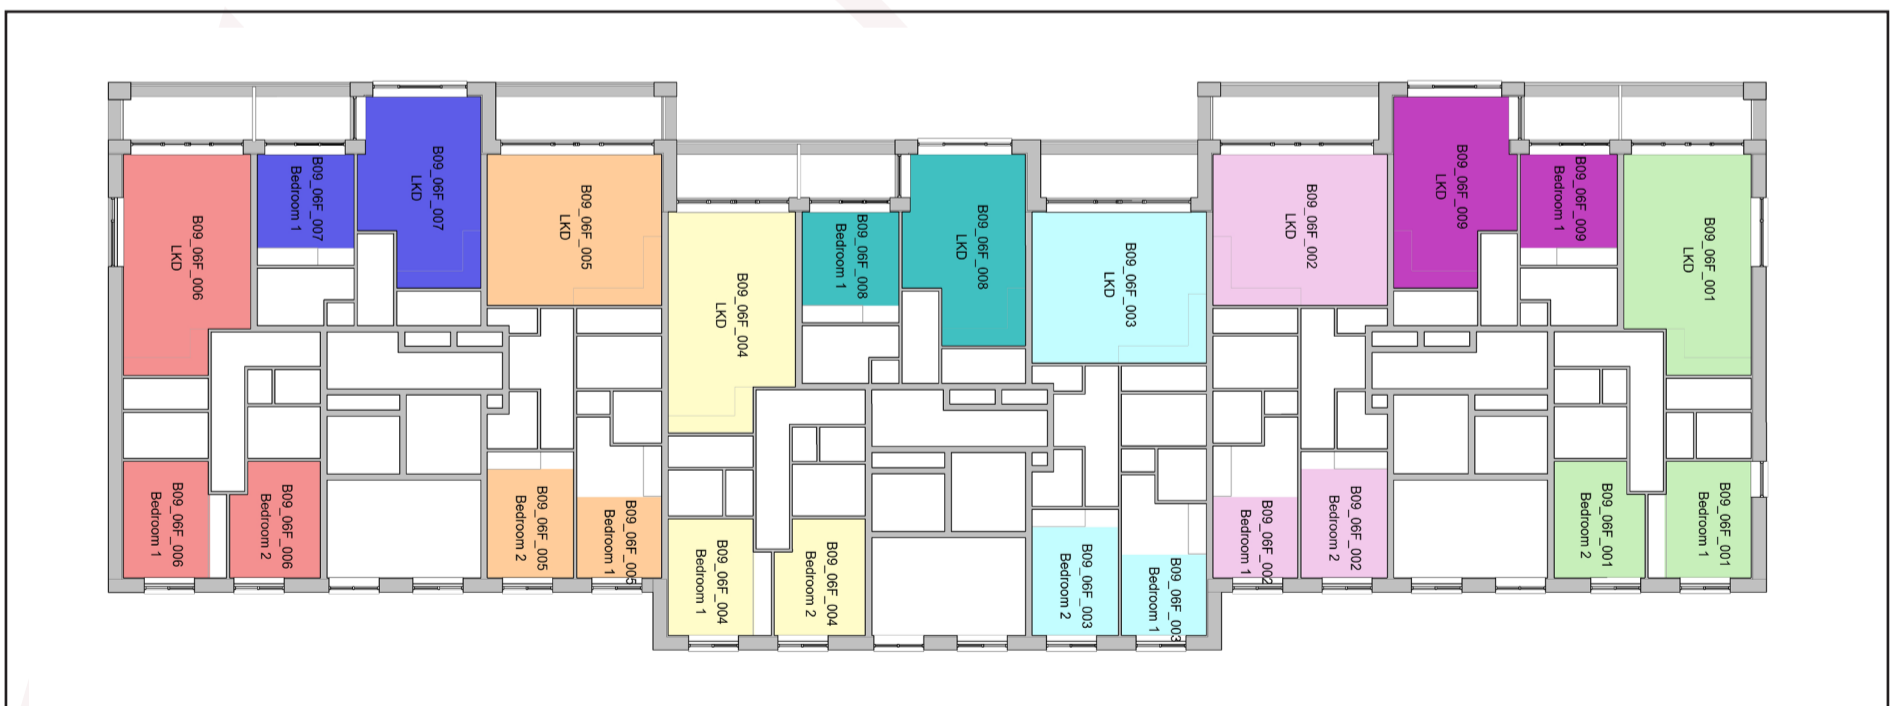 B09_06F_006
LKD
B09_06F_007
Bedroom 1
B09_06F_007
LKD
B09_06F_005
LKD
B09_06F_004
LKD
B09_06F_008
Bedroom 1
B09_06F_008
LKD
B09_06F_003
LKD
B09_06F_002
LKD
B09_06F_009
LKD
B09_06F_009
Bedroom 1
B09_06F_001
LKD
B09_06F_006
Bedroom 1
B09_06F_006
Bedroom 2
B09_06F_005
Bedroom 2
B09_06F_005
Bedroom 1
B09_06F_004
Bedroom 1
B09_06F_004
Bedroom 2
B09_06F_003
Bedroom 2
B09_06F_003
Bedroom 1
B09_06F_002
Bedroom 1
B09_06F_002
Bedroom 2
B09_06F_001
Bedroom 2
B09_06F_001
Bedroom 1